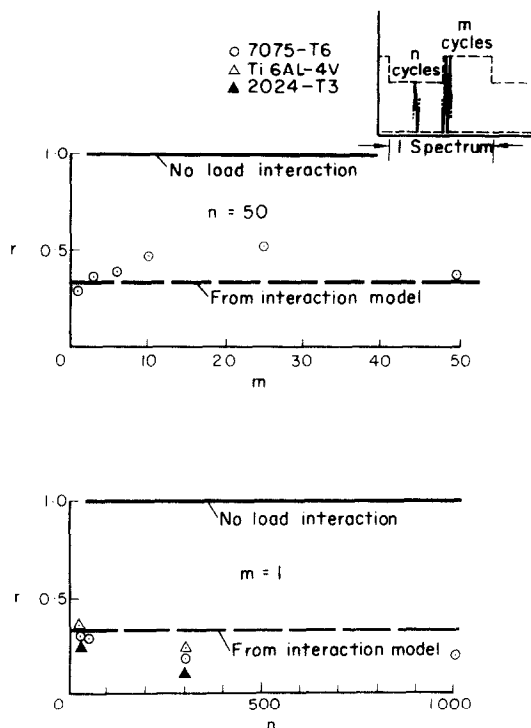 ⊙ 7075-T6
△ Ti 6AL-4V
▲ 2024-T3
m
cycles
n
cycles
1 Spectrum
1·0
No load interaction
n = 50
r
0·5
From interaction model
0
10
20
30
40
50
m
1·0
No load interaction
m = 1
r
0·5
From interaction model
0
500
1000
n